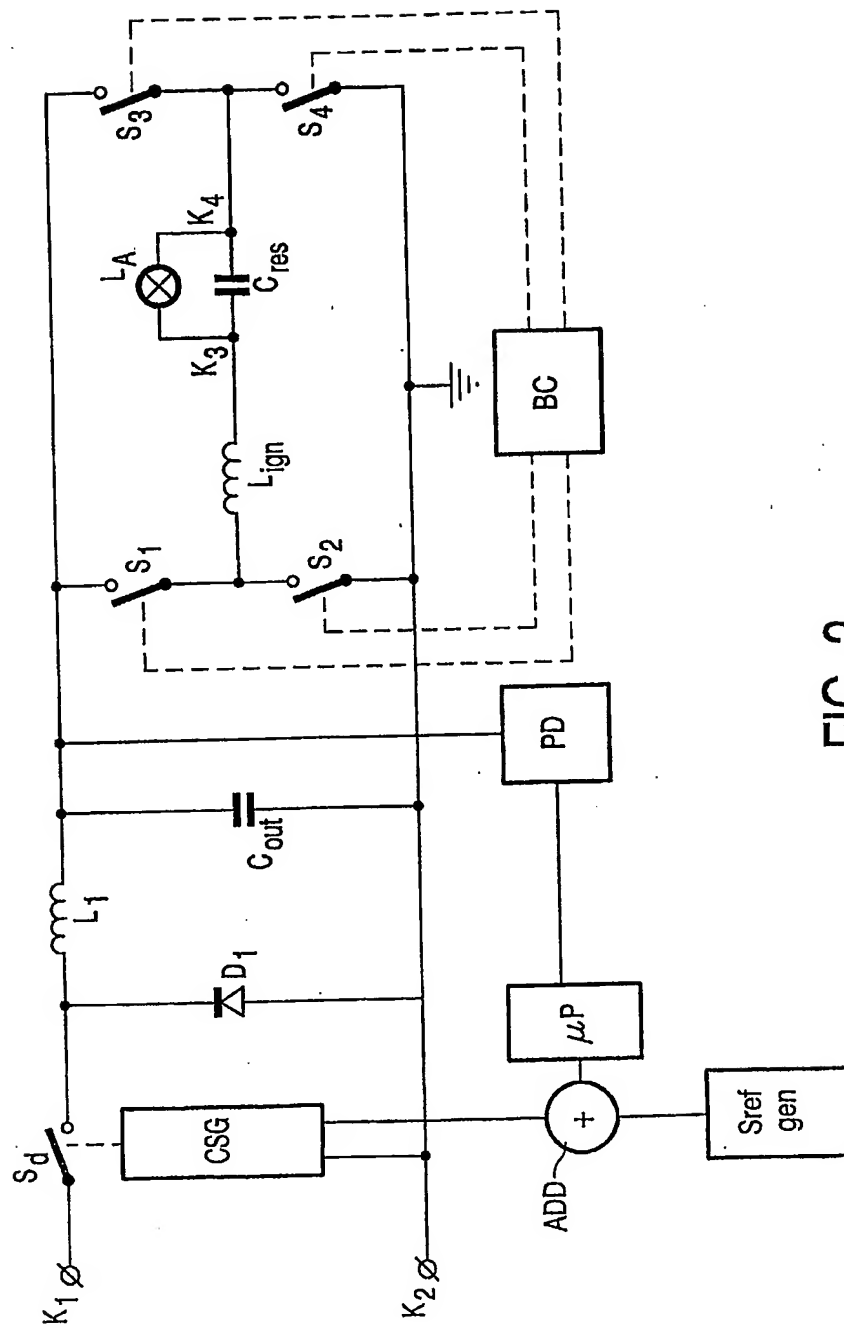 K1
Sd
CSG
K2
D1
L1
Cout
ADD
+
μP
Sref
gen
PD
S1
S2
Lign
K3
LA
Cres
K4
S3
S4
BC
FIG. 2